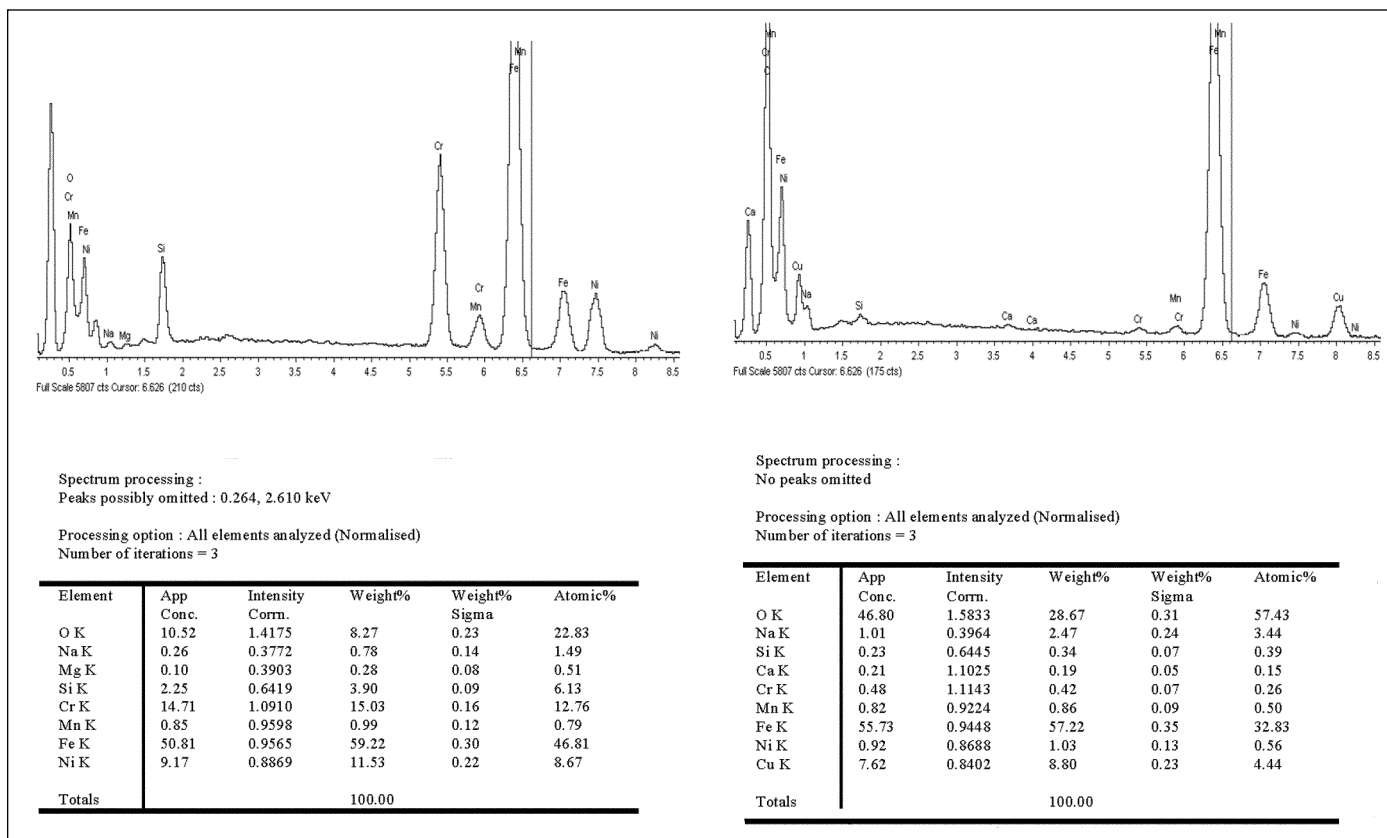 Mn
Fe
Cr
O
Cr
Mn
Fe
Ni
Si
Cr
Mn
Fe
Ni
Na
Mg
Ni
0.5 1 1.5 2 2.5 3 3.5 4 4.5 5 5.5 6 6.5 7 7.5 8 8.5
Full Scale 5807 cts Cursor: 6.626 (210 cts)
Spectrum processing :
Peaks possibly omitted : 0.264, 2.610 keV
Processing option : All elements analyzed (Normalised)
Number of iterations = 3
Element App Intensity Weight% Weight% Atomic%
Conc. Corrn. Sigma
O K 10.52 1.4175 8.27 0.23 22.83
Na K 0.26 0.3772 0.78 0.14 1.49
Mg K 0.10 0.3903 0.28 0.08 0.51
Si K 2.25 0.6419 3.90 0.09 6.13
Cr K 14.71 1.0910 15.03 0.16 12.76
Mn K 0.85 0.9598 0.99 0.12 0.79
Fe K 50.81 0.9565 59.22 0.30 46.81
Ni K 9.17 0.8869 11.53 0.22 8.67
Totals 100.00
Mn
Cr
Mn
Fe
Fe
Ni
Ca
Cu
Na
Si
Ca Ca
Cr
Mn
Cr
Fe
Ni
Cu
Ni
0.5 1 1.5 2 2.5 3 3.5 4 4.5 5 5.5 6 6.5 7 7.5 8 8.5
Full Scale 5807 cts Cursor: 6.626 (175 cts)
Spectrum processing :
No peaks omitted
Processing option : All elements analyzed (Normalised)
Number of iterations = 3
Element App Intensity Weight% Weight% Atomic%
Conc. Corrn. Sigma
O K 46.80 1.5833 28.67 0.31 57.43
Na K 1.01 0.3964 2.47 0.24 3.44
Si K 0.23 0.6445 0.34 0.07 0.39
Ca K 0.21 1.1025 0.19 0.05 0.15
Cr K 0.48 1.1143 0.42 0.07 0.26
Mn K 0.82 0.9224 0.86 0.09 0.50
Fe K 55.73 0.9448 57.22 0.35 32.83
Ni K 0.92 0.8688 1.03 0.13 0.56
Cu K 7.62 0.8402 8.80 0.23 4.44
Totals 100.00